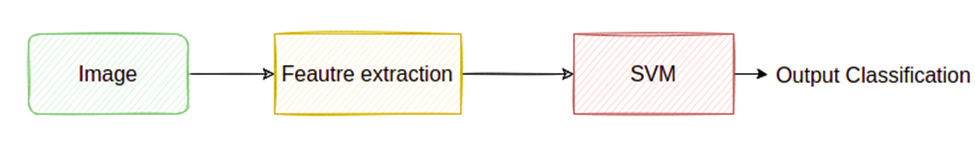 Image
Feautre extraction
SVM
Output Classification